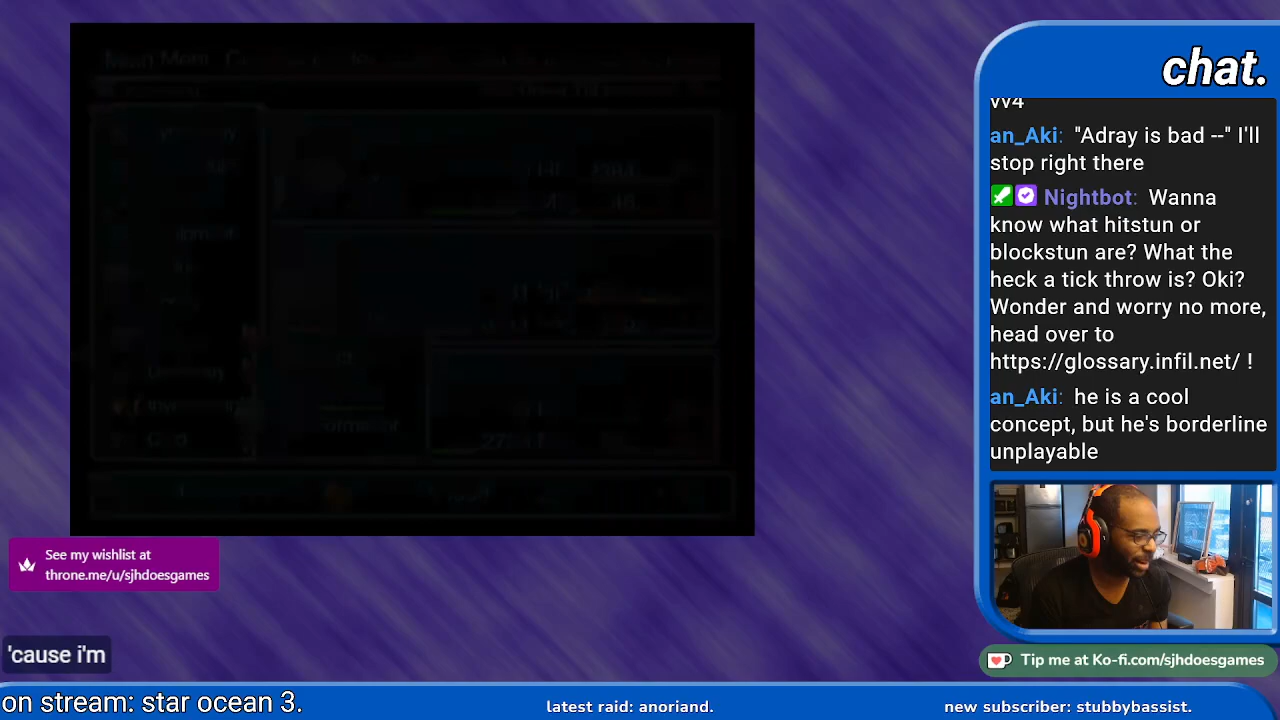 chat.
vv4
an_Aki: "Adray is bad --" I'll
stop right there
Nightbot: Wanna
know what hitstun or
blockstun are? What the
heck a tick throw is? Oki?
Wonder and worry no more,
head over to
https://glossary.infil.net/ !
an_Aki: he is a cool
concept, but he's borderline
unplayable
See my wishlist at
throne.me/u/sjhdoesgames
'cause i'm
Tip me at Ko-fi.com/sjhdoesgames
on stream: star ocean 3.
latest raid: anoriand.
new subscriber: stubbybassist.